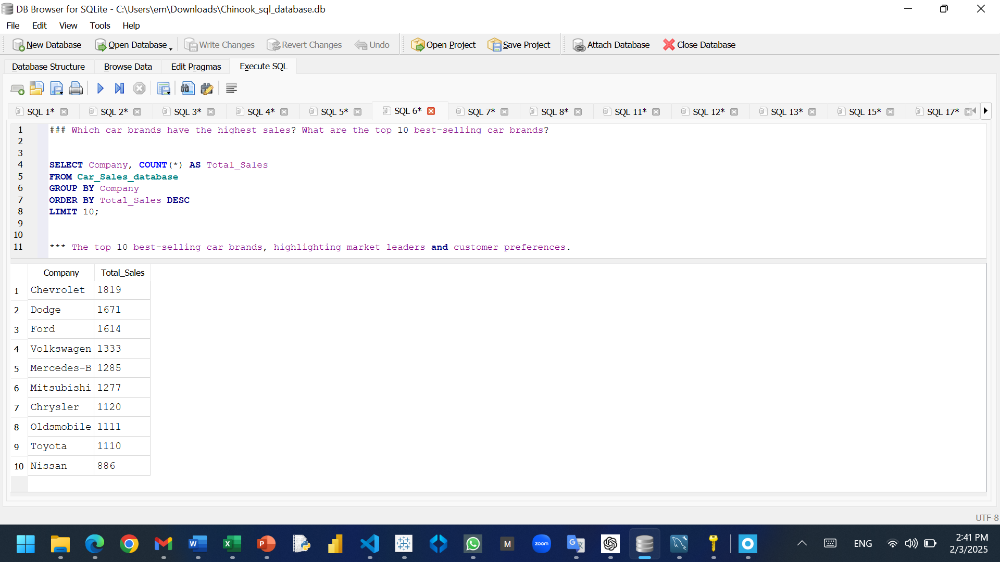 DB Browser for SQLite - C:\Users\em\Downloads\Chinook_sql_database.db
File Edit View Tools Help
New Database Open Database Write Changes Revert Changes Undo Open Project Save Project Attach Database Close Database
Database Structure Browse Data Edit Pragmas Execute SQL
SQL 1* SQL 2* SQL 3* SQL 4* SQL 5* SQL 6* SQL 7* SQL 8* SQL 11* SQL 12* SQL 13* SQL 15* SQL 17*
1 ### Which car brands have the highest sales? What are the top 10 best-selling car brands?
2
3
4 SELECT Company, COUNT(*) AS Total_Sales
5 FROM Car_Sales_database
6 GROUP BY Company
7 ORDER BY Total_Sales DESC
8 LIMIT 10;
9
10
11 *** The top 10 best-selling car brands, highlighting market leaders and customer preferences.
Company Total_Sales
1 Chevrolet 1819
2 Dodge 1671
3 Ford 1614
4 Volkswagen 1333
5 Mercedes-B 1285
6 Mitsubishi 1277
7 Chrysler 1120
8 Oldsmobile 1111
9 Toyota 1110
10 Nissan 886
UTF-8
W X P M zoom G ENG 2:41 PM
2/3/2025